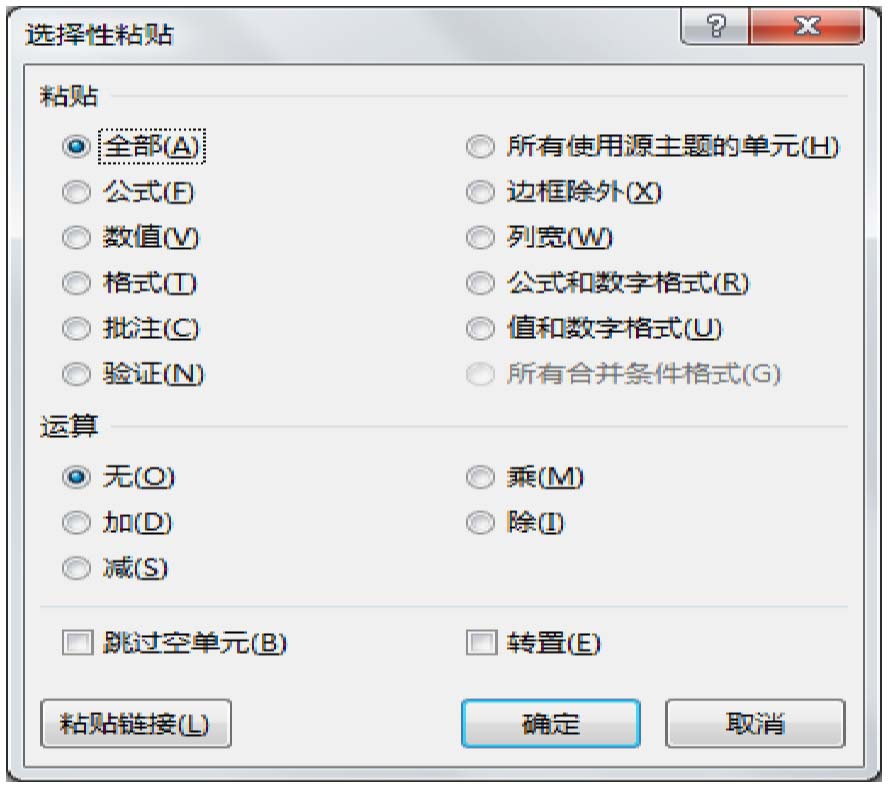 选择性粘贴
粘贴
全部(A)
所有使用源主题的单元(H)
公式(F)
边框除外(X)
数值(V)
列宽(W)
格式(T)
公式和数字格式(R)
批注(C)
值和数字格式(U)
验证(N)
所有合并条件格式(G)
运算
无(O)
乘(M)
加(D)
除(I)
减(S)
跳过空单元(B)
转置(E)
粘贴链接(L)
确定
取消